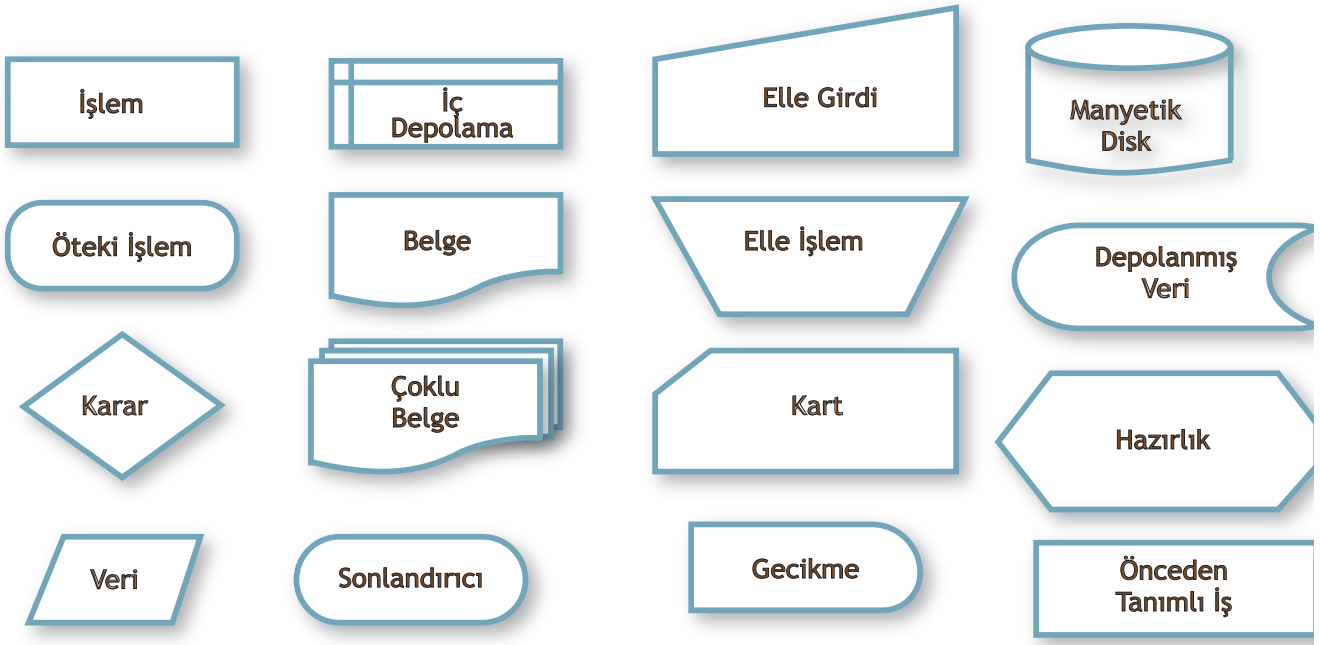 İşlem
İç
Depolama
Elle Girdi
Manyetik
Disk
Öteki İşlem
Belge
Elle İşlem
Depolanmış
Veri
Karar
Çoklu
Belge
Kart
Hazırlık
Veri
Sonlandırıcı
Gecikme
Önceden
Tanımlı İş